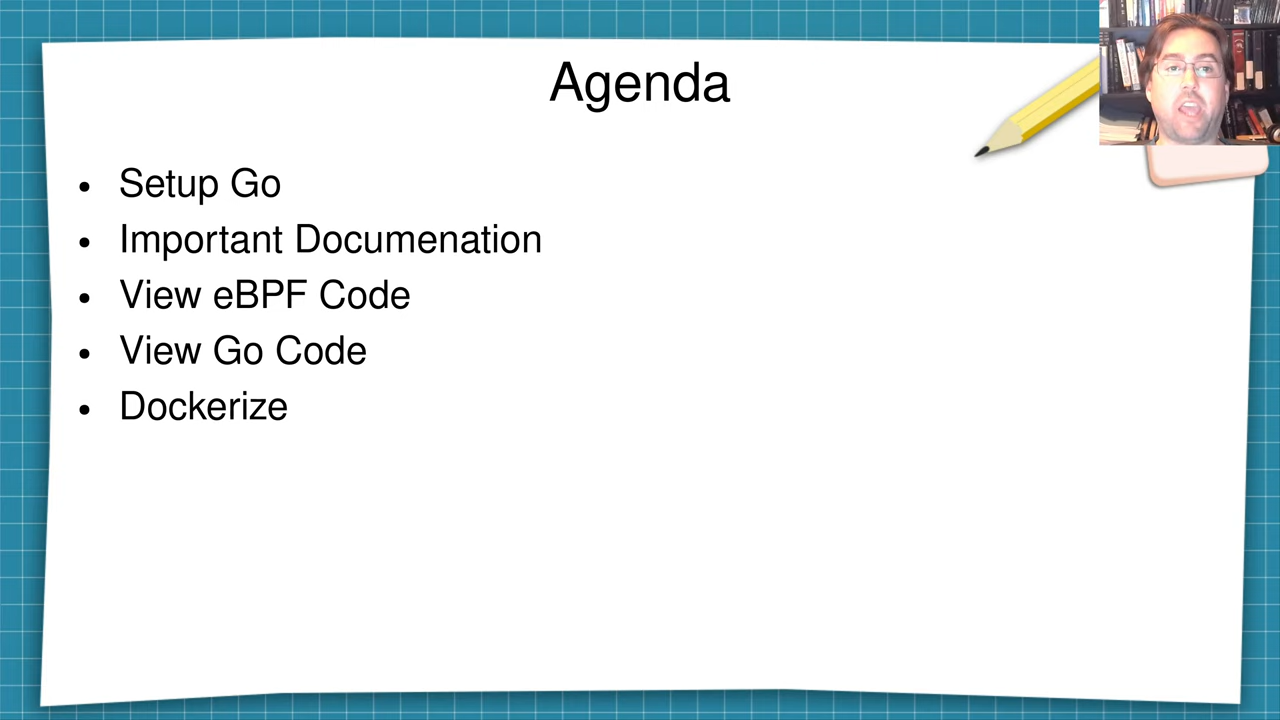 Agenda
• Setup Go
• Important Documenation
• View eBPF Code
• View Go Code
• Dockerize